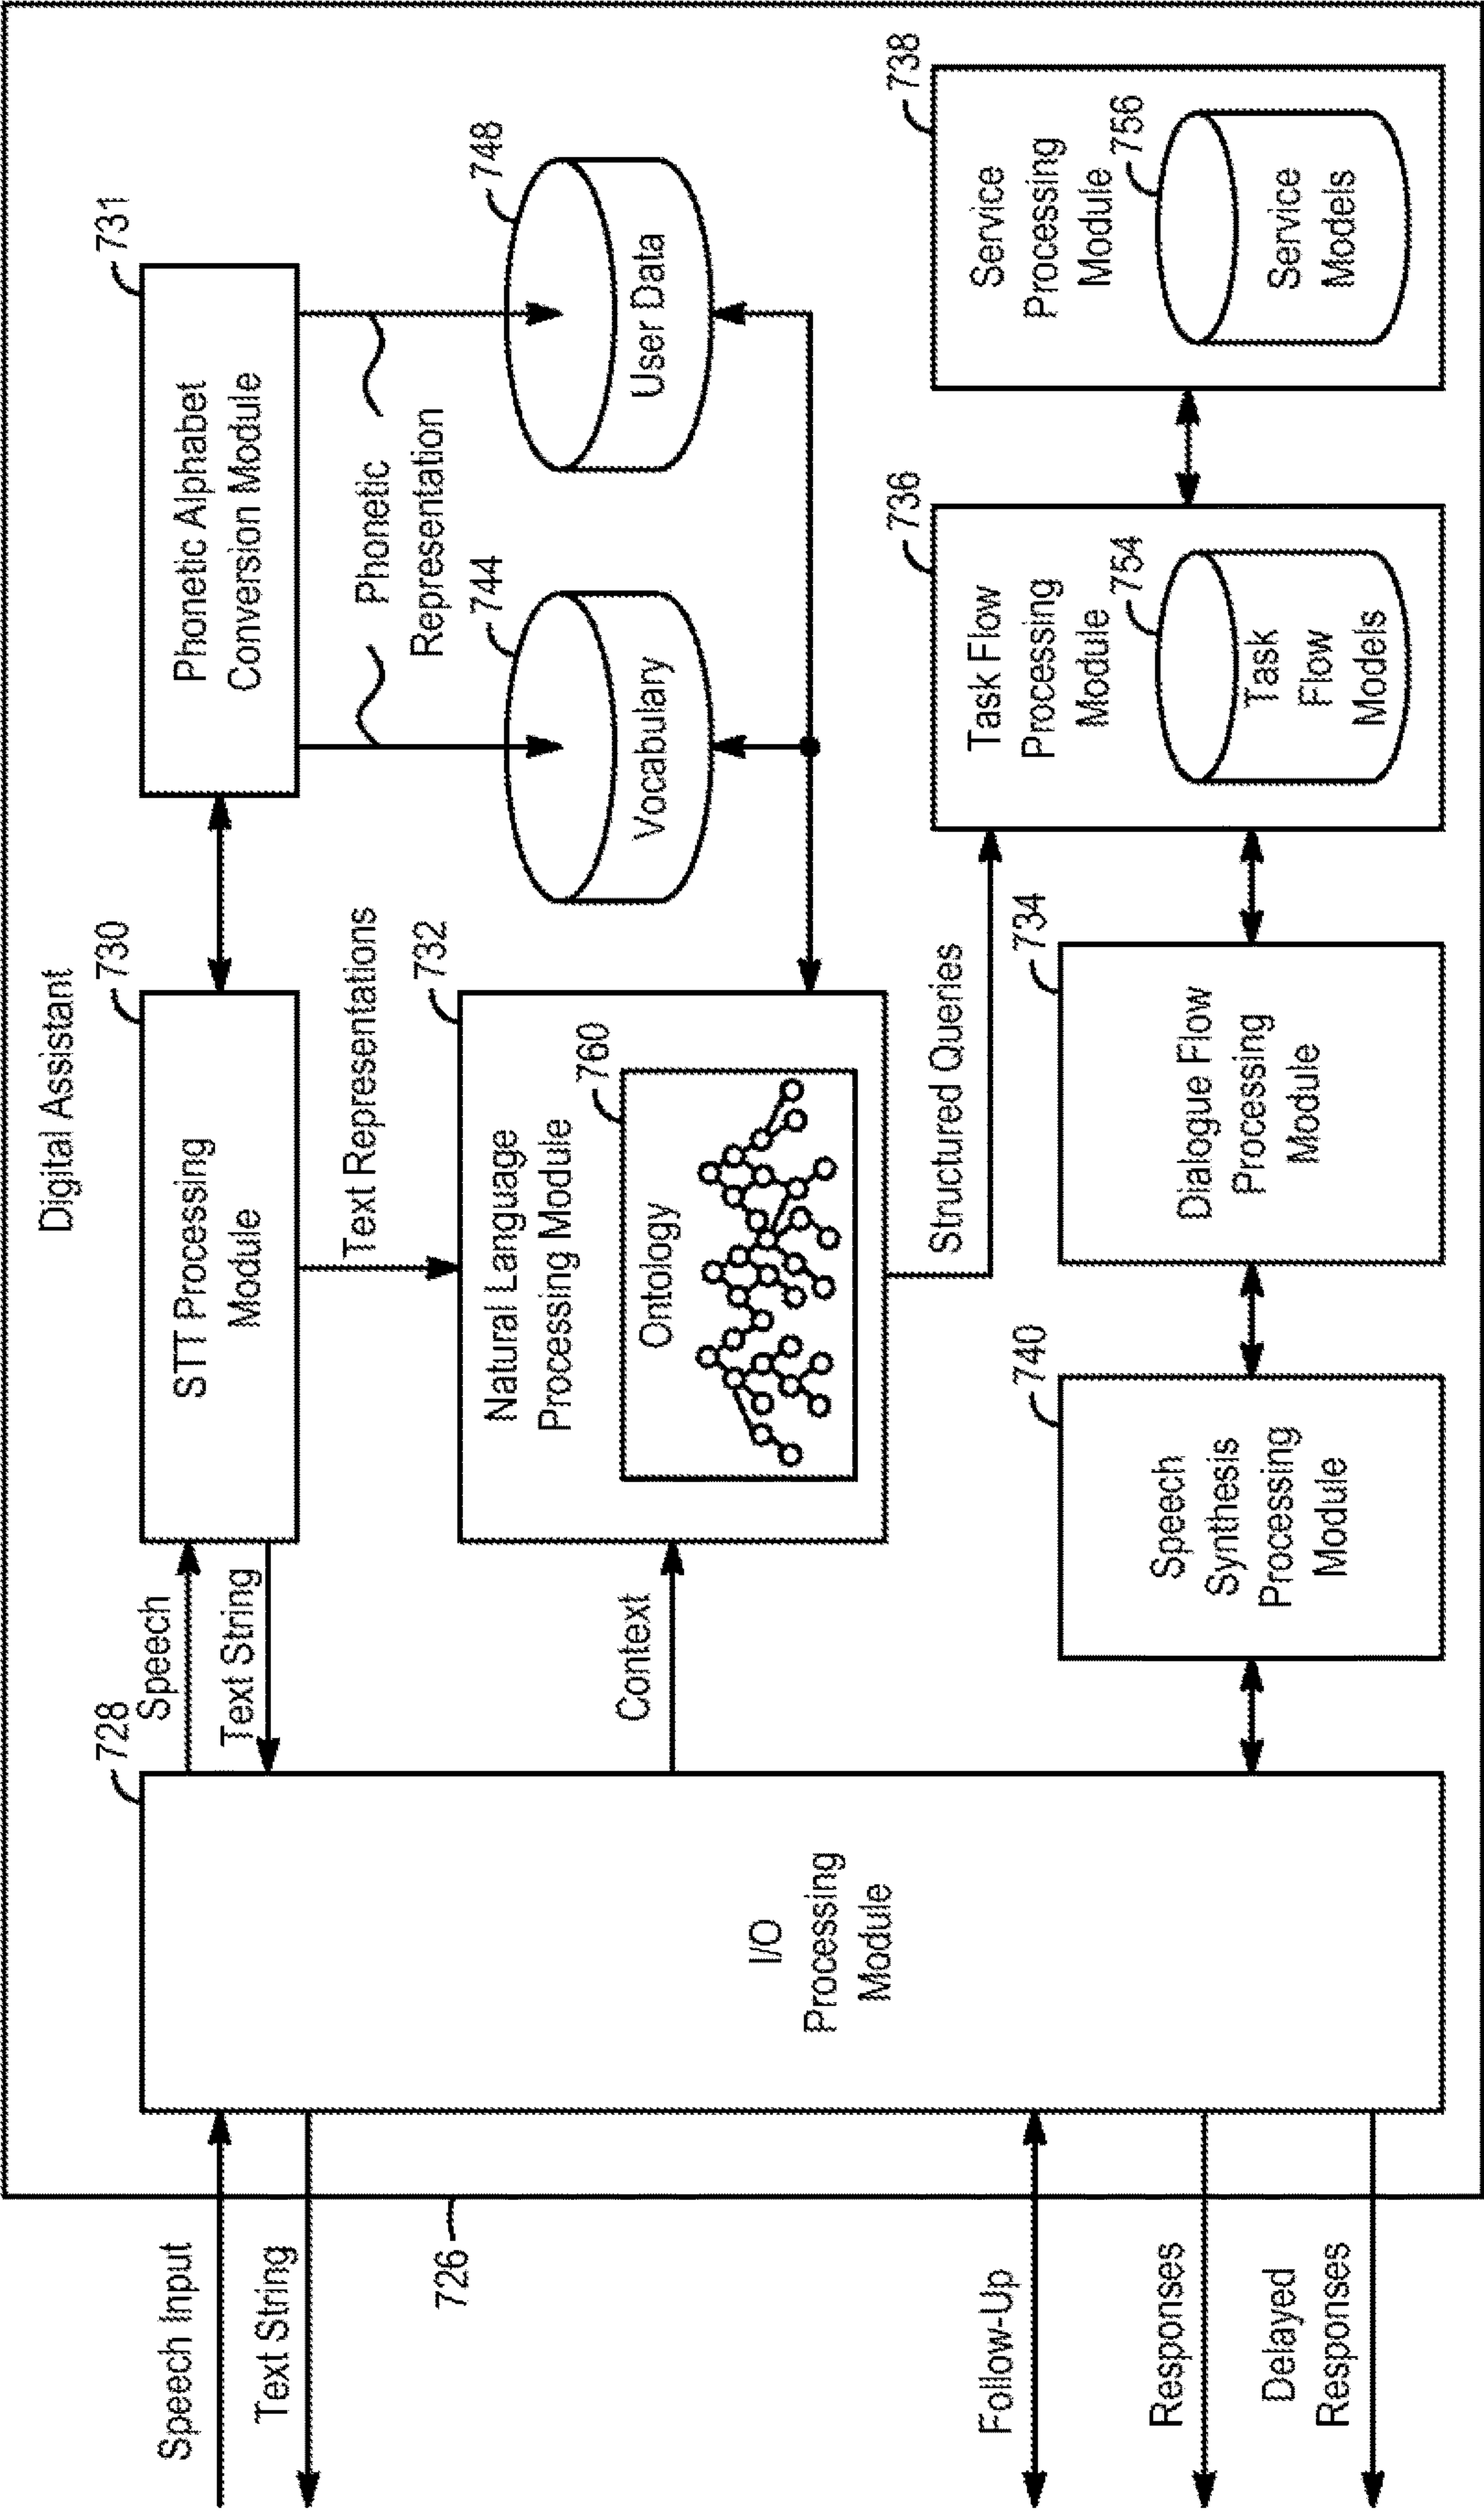 Digital Assistant
Speech Input
Text String
726
Follow-Up
Responses
Delayed
Responses
728
I/O
Processing
Module
Speech
Text String
Context
730
STT Processing
Module
Text Representations
731
Phonetic Alphabet
Conversion Module
Phonetic
Representation
744
Vocabulary
748
User Data
732
Natural Language
Processing Module
760
Ontology
Structured Queries
740
Speech
Synthesis
Processing
Module
734
Dialogue Flow
Processing
Module
736
Task Flow
Processing
Module
754
Task
Flow
Models
738
Service
Processing
Module
756
Service
Models